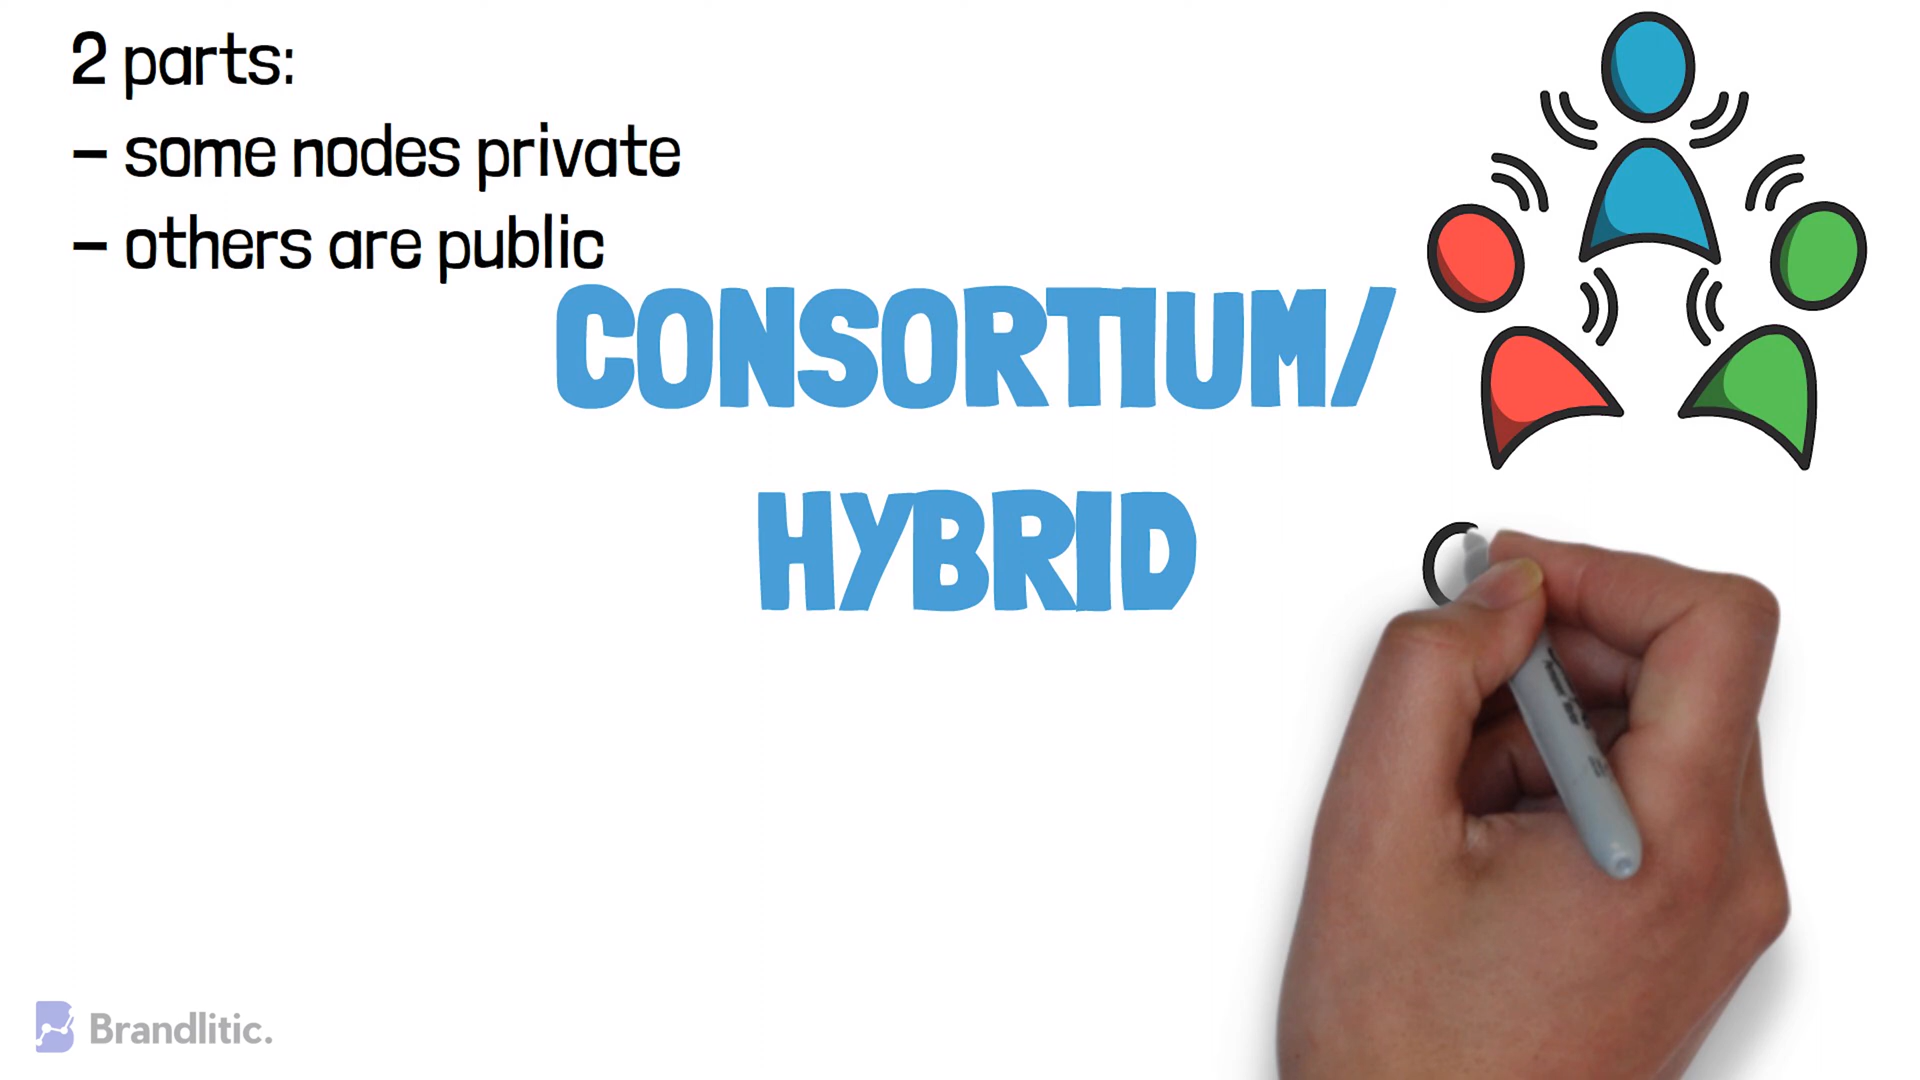 2 parts:
- some nodes private
- others are public
CONSORTIUM/
HYBRID
Brandlitic.